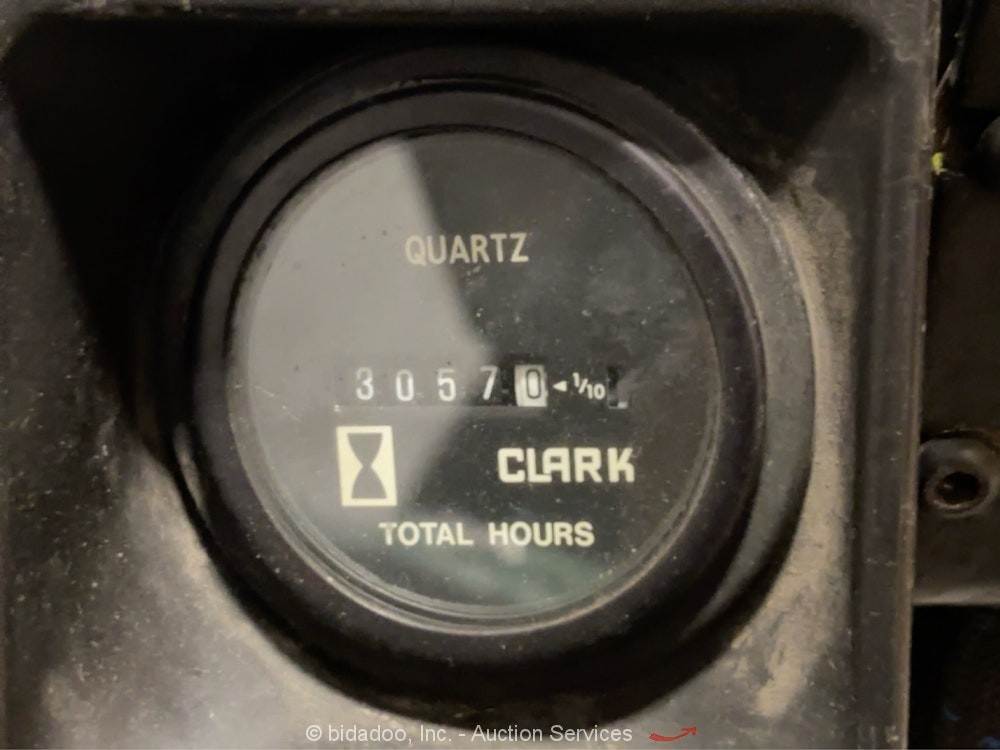 QUARTZ
3057 0 ◄ 1/10
CLARK
TOTAL HOURS
© bidadoo, Inc. - Auction Services